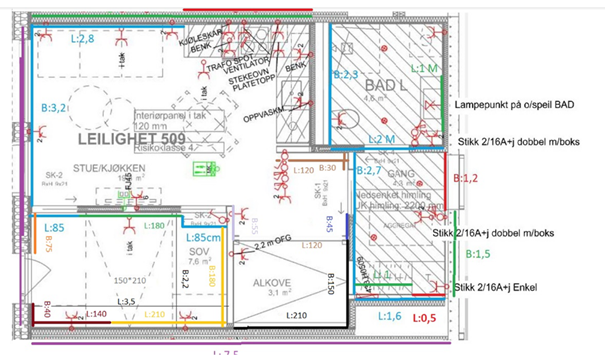 L:2,8
KJØLESKAP
BENK
i tak
TRAFO SPOT
VENTILATOR
STEKEOVN
PLATETOPP
BENK
B:2,3
L:1 M
BAD L
4,6 m²
B:3,2
Interiørpanel i tak
120 mm
OPPVASKM
Lampepunkt på o/speil BAD
LEILIGHET 509
Risikoklasse 4
L:2 M
Stikk 2/16A+j dobbel m/boks
STUE/KJØKKEN
SK-2
L:120
B:30
B:2,7
GANG
Nedsenket himling
UK himling: 2200 mm
B:1,2
SK-1
RJ45
L:85
L:180
L:85cm
B:45
AGGREGAT
Stikk 2/16A+j dobbel m/boks
B:75
i tak
SOV
7,6 m²
2,2 m OFG
L:120
B:1,5
150*210
B:2,2
B:180
ALKOVE
3,1 m²
B:150
L:1
Stikk 2/16A+j Enkel
B:40
L:3,5
L:140
L:210
L:210
L:1,6
L:0,5
L:7,5